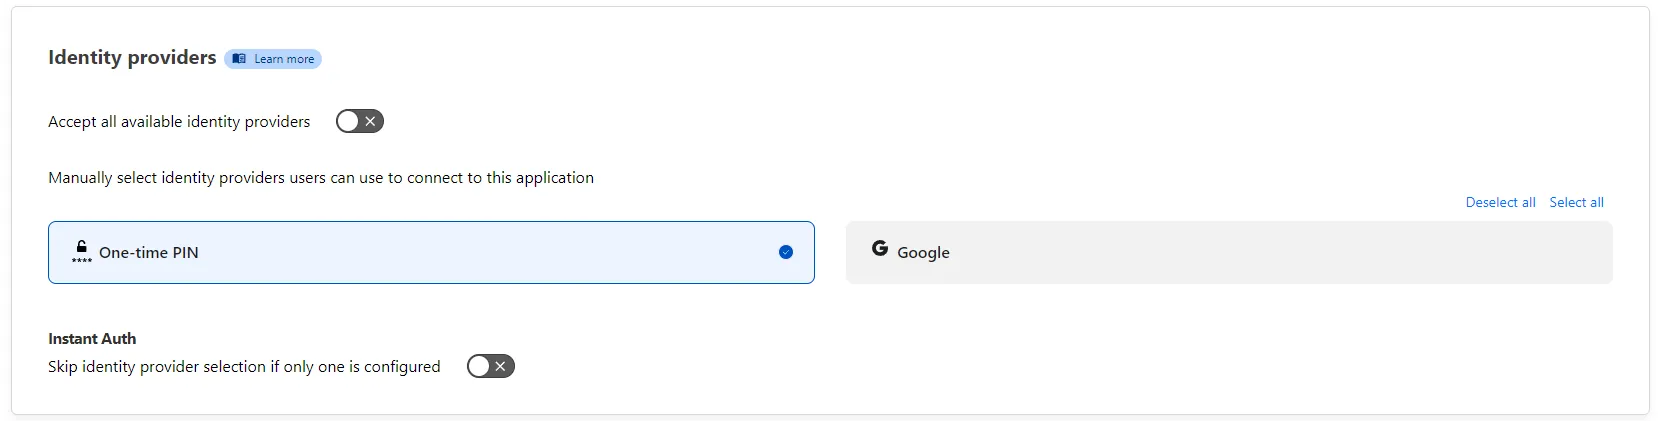 Identity providers Learn more
Accept all available identity providers
Manually select identity providers users can use to connect to this application
Deselect all Select all
**** One-time PIN
Google
Instant Auth
Skip identity provider selection if only one is configured